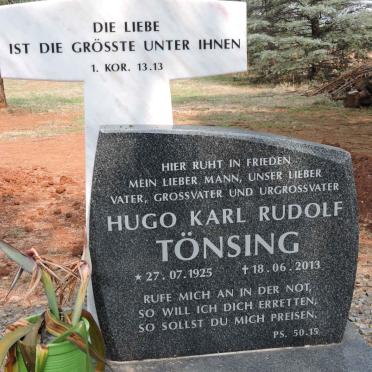 DIE LIEBE
IST DIE GRÖSSTE UNTER IHNEN
1. KOR. 13.13
HIER RUHT IN FRIEDEN
MEIN LIEBER MANN, UNSER LIEBER
VATER, GROSSVATER UND URGROSSVATER
HUGO KARL RUDOLF
TÖNSING
* 27.07.1925 ✝ 18.06.2013
RUFE MICH AN IN DER NOT,
SO WILL ICH DICH ERRETTEN,
SO SOLLST DU MICH PREISEN.
PS. 50.15